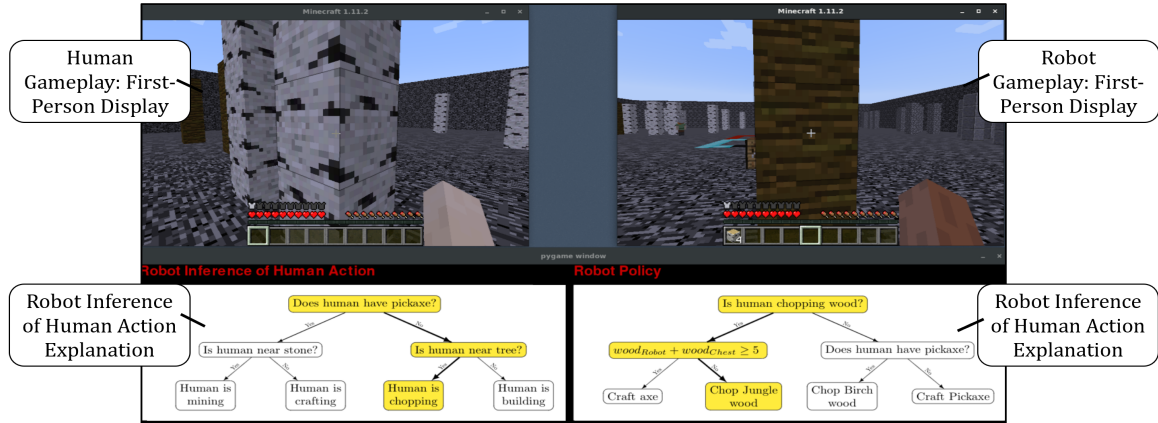 Minecraft 1.11.2
Minecraft 1.11.2
Human
Gameplay: First-
Person Display
Robot
Gameplay: First-
Person Display
4
pygame window
Robot Inference of Human Action
Robot Policy
Robot Inference
of Human Action
Explanation
Does human have pickaxe?
Yes
No
Is human near stone?
Is human near tree?
Yes
No
Yes
No
Human is
mining
Human is
crafting
Human is
chopping
Human is
building
Is human chopping wood?
Yes
No
wood_Robot + wood_Chest ≥ 5
Does human have pickaxe?
Yes
No
Yes
No
Craft axe
Chop Jungle
wood
Chop Birch
wood
Craft Pickaxe
Robot Inference
of Human Action
Explanation